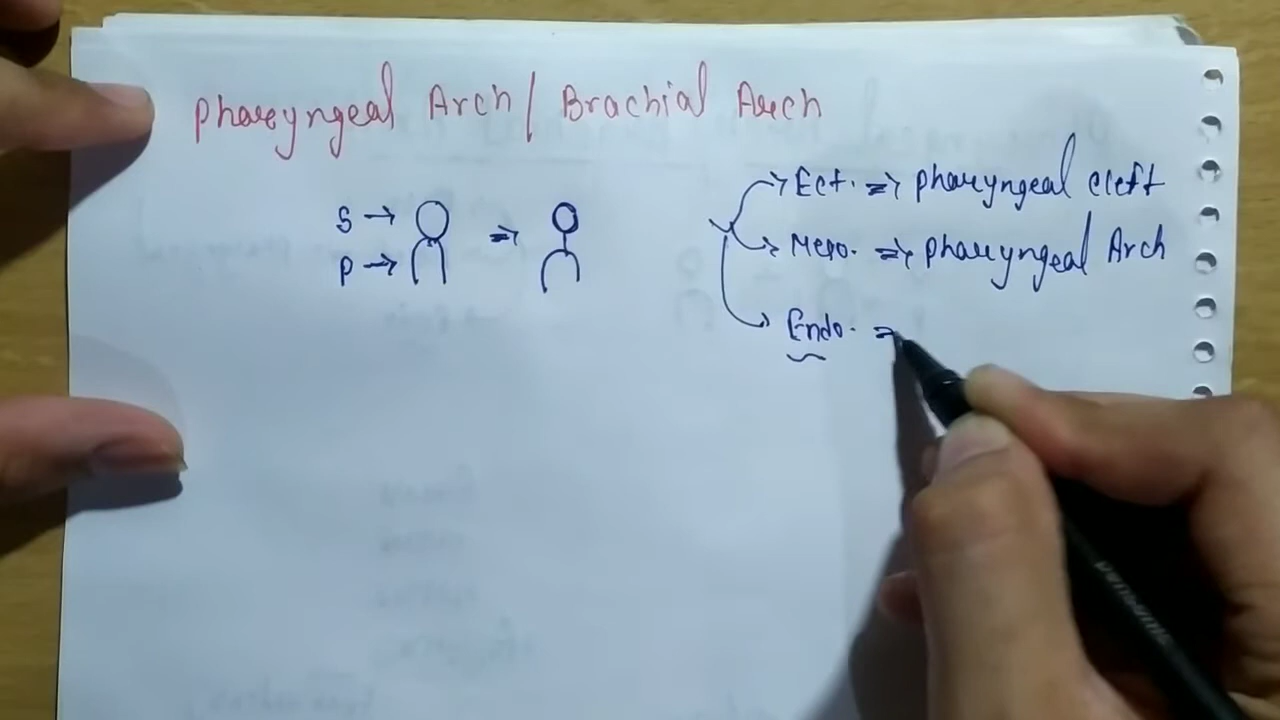 Pharyngeal Arch / Brachial Arch
S →
P →
⇒
→ Ect. ⇒ pharyngeal cleft
→ Meso. ⇒ pharyngeal Arch
→ Endo. ⇒